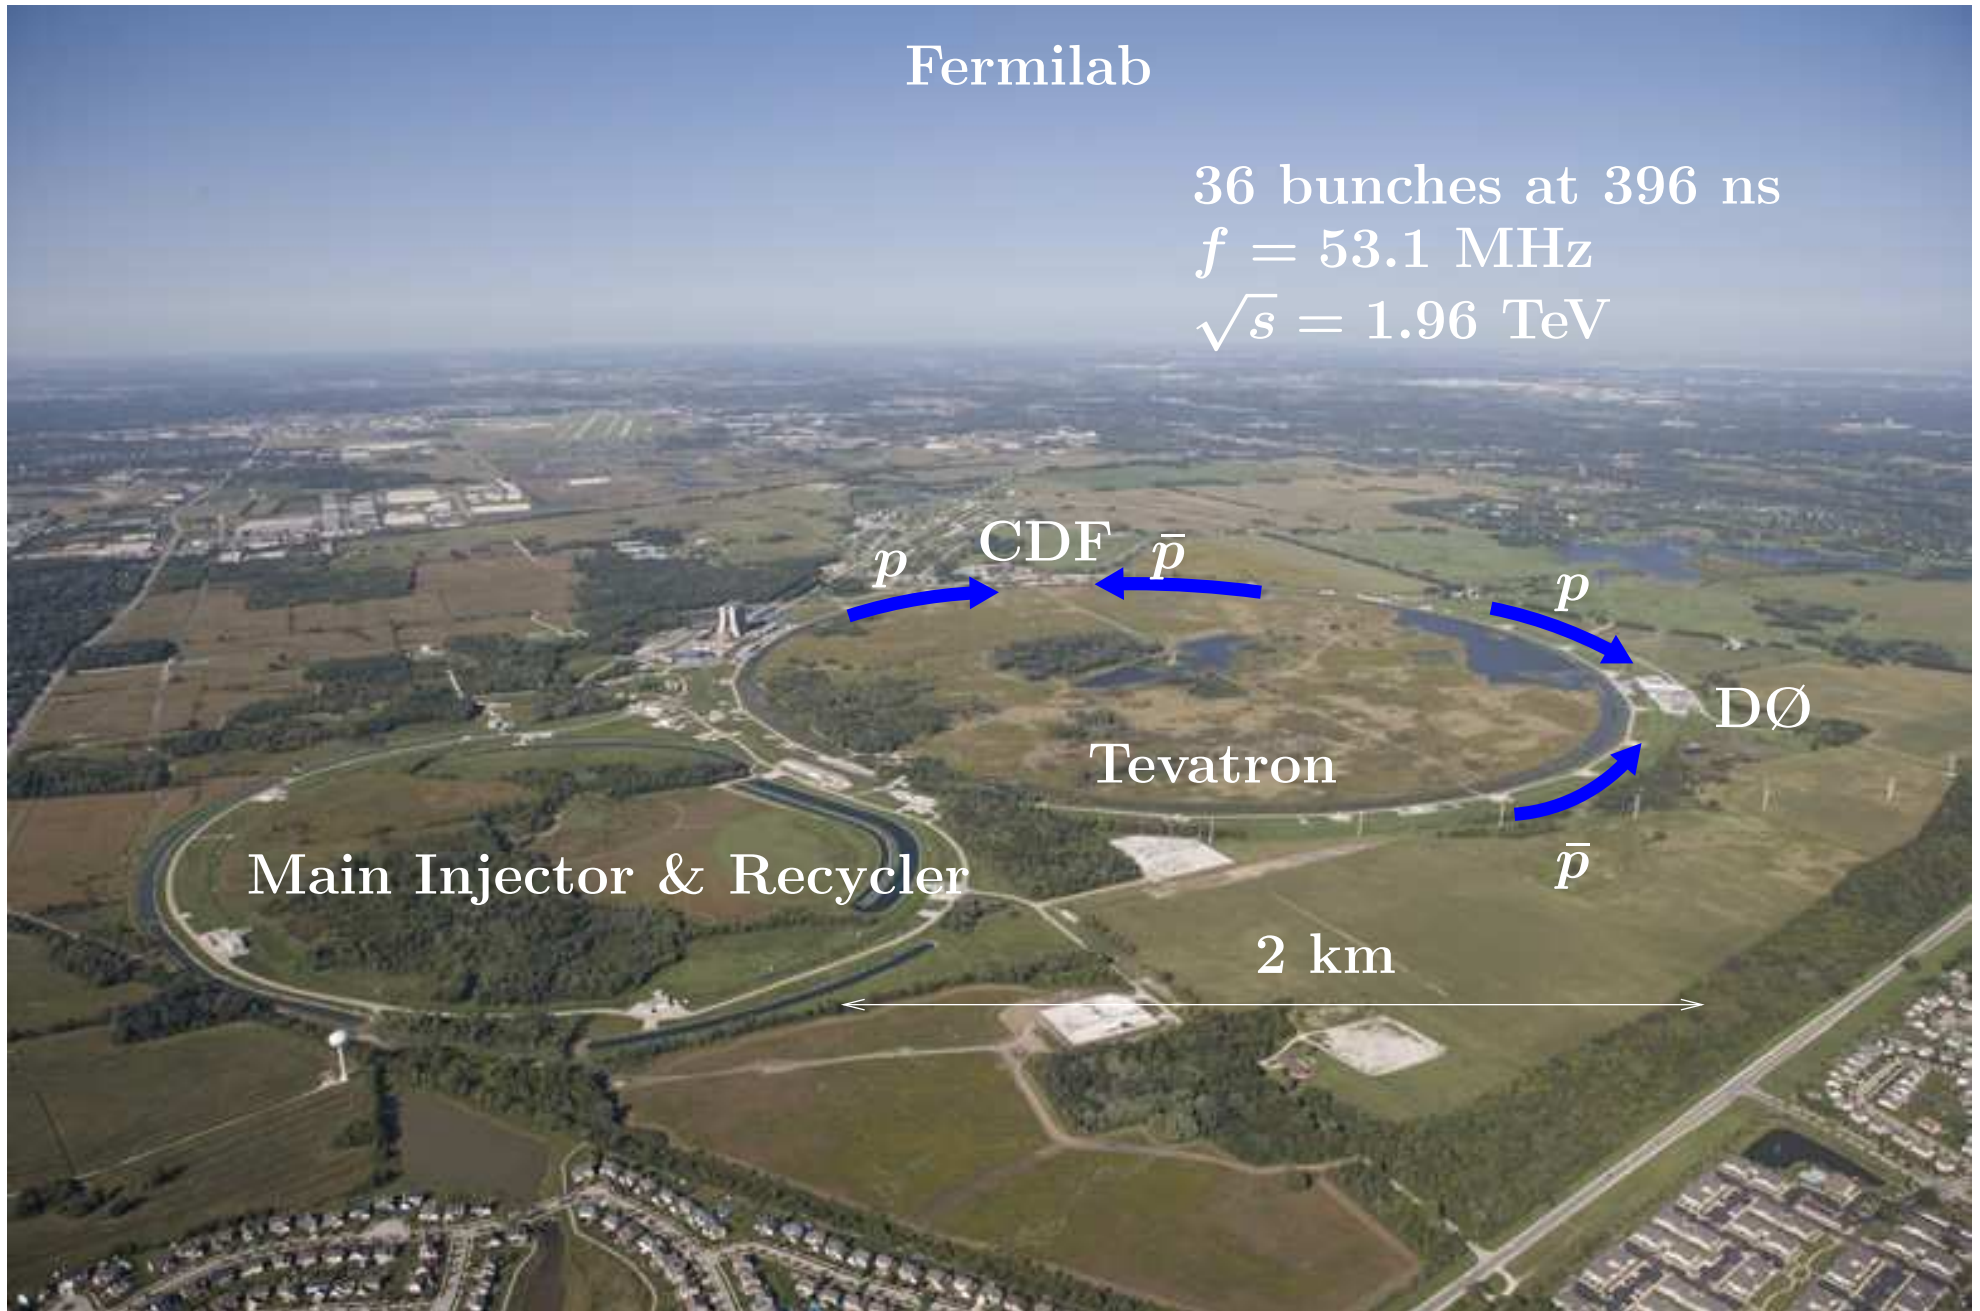 Fermilab
36 bunches at 396 ns
f = 53.1 MHz
√s = 1.96 TeV
CDF
p
p̄
p
DØ
Tevatron
p̄
Main Injector & Recycler
2 km